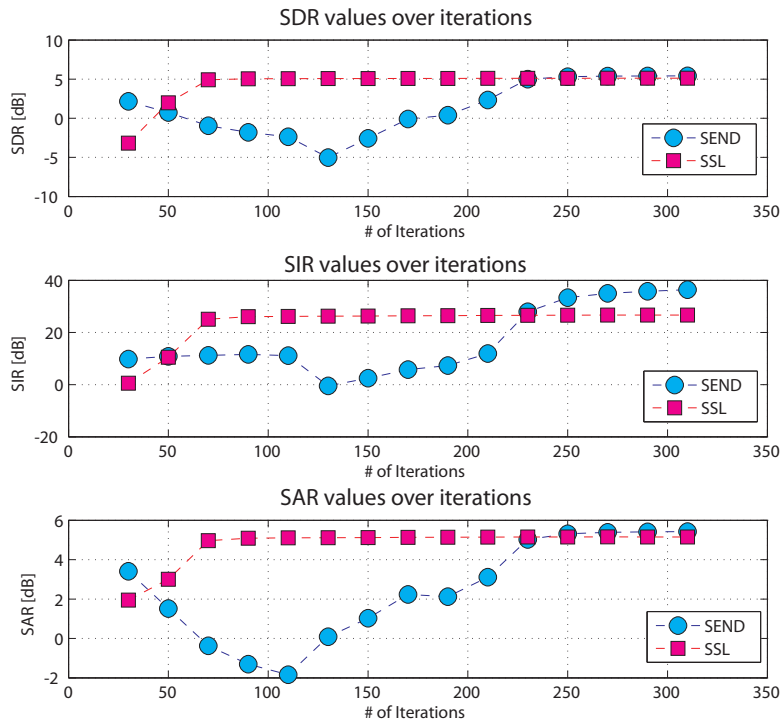 SDR values over iterations
10
5
0
-5
-10
SDR [dB]
SEND
SSL
0 50 100 150 200 250 300 350
# of Iterations
SIR values over iterations
40
20
0
-20
SIR [dB]
SEND
SSL
0 50 100 150 200 250 300 350
# of Iterations
SAR values over iterations
6
4
2
0
-2
SAR [dB]
SEND
SSL
0 50 100 150 200 250 300 350
# of Iterations